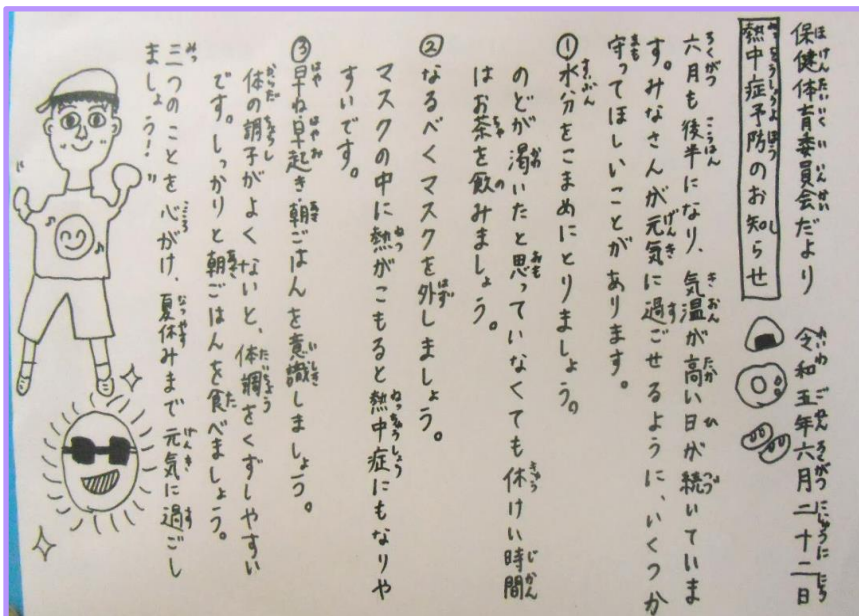 保健体育委員会だより 令和五年六月二十二日
熱中症予防のお知らせ
六月も後半になり、気温が高い日が続いていま
す。みなさんが元気に過ごせるように、いくつか
守ってほしいことがあります。
①水分をこまめにとりましょう。
のどが渇いたと思っていなくても休けい時間
はお茶を飲みましょう。
②なるべくマスクを外しましょう。
マスクの中に熱がこもると熱中症にもなりや
すいです。
③早ね・早起き・朝ごはんを意識しましょう。
体の調子がよくないと、体調をくずしやすい
です。しっかりと朝ごはんを食べましょう。
三つのことを心がけ、夏休みまで元気に過ごし
ましょう!